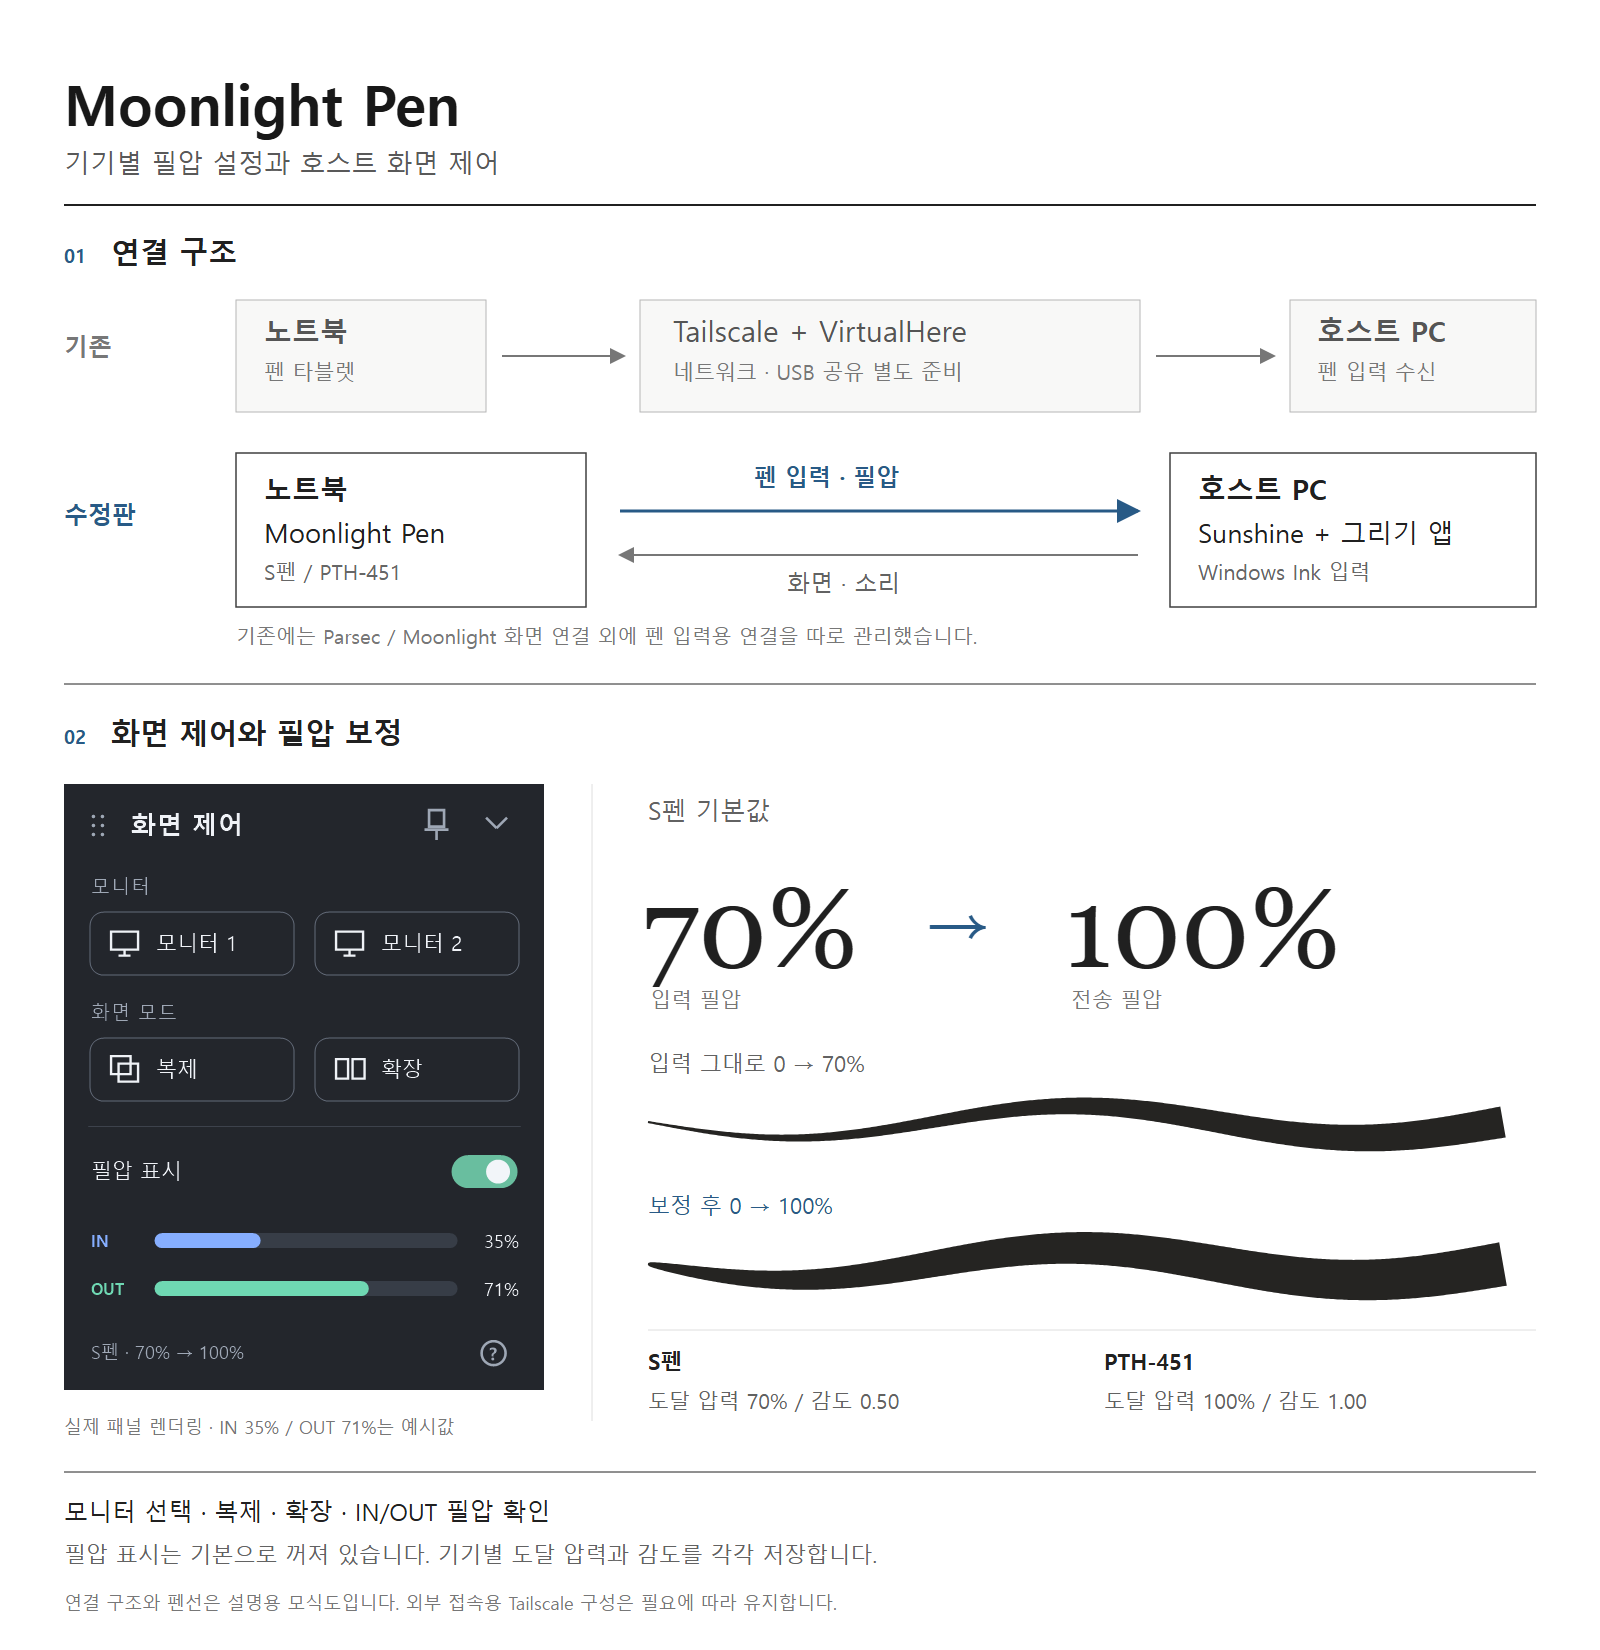 Moonlight Pen
기기별 필압 설정과 호스트 화면 제어
01 연결 구조
기존
노트북
펜 타블렛
Tailscale + VirtualHere
네트워크 · USB 공유 별도 준비
호스트 PC
펜 입력 수신
수정판
노트북
Moonlight Pen
S펜 / PTH-451
펜 입력 · 필압
화면 · 소리
호스트 PC
Sunshine + 그리기 앱
Windows Ink 입력
기존에는 Parsec / Moonlight 화면 연결 외에 펜 입력용 연결을 따로 관리했습니다.
02 화면 제어와 필압 보정
화면 제어
모니터
모니터 1
모니터 2
화면 모드
복제
확장
필압 표시
IN 35%
OUT 71%
S펜 · 70% → 100%
?
실제 패널 렌더링 · IN 35% / OUT 71%는 예시값
S펜 기본값
70% → 100%
입력 필압
전송 필압
입력 그대로 0 → 70%
보정 후 0 → 100%
S펜
도달 압력 70% / 감도 0.50
PTH-451
도달 압력 100% / 감도 1.00
모니터 선택 · 복제 · 확장 · IN/OUT 필압 확인
필압 표시는 기본으로 꺼져 있습니다. 기기별 도달 압력과 감도를 각각 저장합니다.
연결 구조와 펜선은 설명용 모식도입니다. 외부 접속용 Tailscale 구성은 필요에 따라 유지합니다.